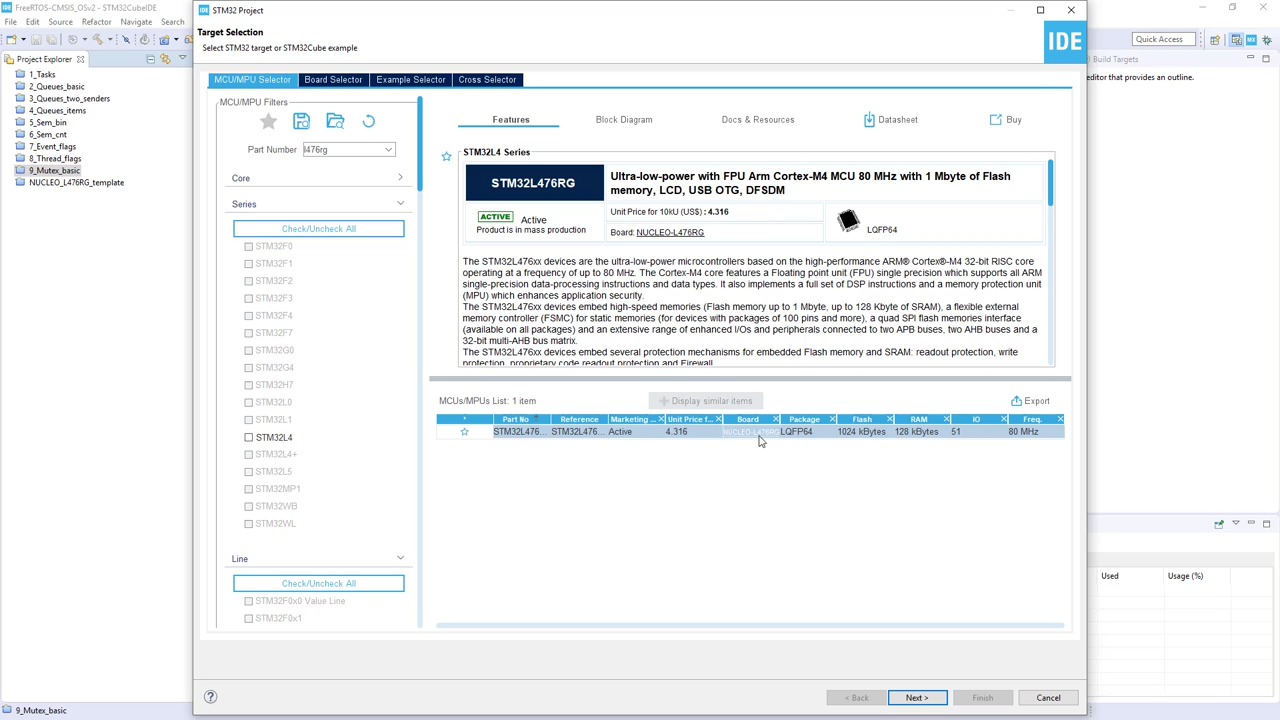 FreeRTOS-CMSIS_OSv2 - STM32CubeIDE
File Edit Source Refactor Navigate Search
Quick Access
Project Explorer
1_Tasks
2_Queues_basic
3_Queues_two_senders
4_Queues_items
5_Sem_bin
6_Sem_cnt
7_Event_flags
8_Thread_flags
9_Mutex_basic
NUCLEO_L476RG_template
IDE STM32 Project
Target Selection
Select STM32 target or STM32Cube example
IDE
MCU/MPU Selector Board Selector Example Selector Cross Selector
MCU/MPU Filters
Part Number l476rg
Core
Series
Check/Uncheck All
STM32F0
STM32F1
STM32F2
STM32F3
STM32F4
STM32F7
STM32G0
STM32G4
STM32H7
STM32L0
STM32L1
STM32L4
STM32L4+
STM32L5
STM32MP1
STM32WB
STM32WL
Line
Check/Uncheck All
STM32F0x0 Value Line
STM32F0x1
Features Block Diagram Docs & Resources Datasheet Buy
STM32L4 Series
STM32L476RG
Ultra-low-power with FPU Arm Cortex-M4 MCU 80 MHz with 1 Mbyte of Flash
memory, LCD, USB OTG, DFSDM
ACTIVE Active
Product is in mass production
Unit Price for 10kU (US$) : 4.316
Board: NUCLEO-L476RG
LQFP64
The STM32L476xx devices are the ultra-low-power microcontrollers based on the high-performance ARM® Cortex®-M4 32-bit RISC core
operating at a frequency of up to 80 MHz. The Cortex-M4 core features a Floating point unit (FPU) single precision which supports all ARM
single-precision data-processing instructions and data types. It also implements a full set of DSP instructions and a memory protection unit
(MPU) which enhances application security.
The STM32L476xx devices embed high-speed memories (Flash memory up to 1 Mbyte, up to 128 Kbyte of SRAM), a flexible external
memory controller (FSMC) for static memories (for devices with packages of 100 pins and more), a quad SPI flash memories interface
(available on all packages) and an extensive range of enhanced I/Os and peripherals connected to two APB buses, two AHB buses and a
32-bit multi-AHB bus matrix.
The STM32L476xx devices embed several protection mechanisms for embedded Flash memory and SRAM: readout protection, write
protection, proprietary code readout protection and Firewall.
MCUs/MPUs List: 1 item
Display similar items
Export
* Part No Reference Marketing ... Unit Price f... Board Package Flash RAM IO Freq.
STM32L476... STM32L476... Active 4.316 NUCLEO-L476RG LQFP64 1024 kBytes 128 kBytes 51 80 MHz
< Back Next > Finish Cancel
Build Targets
editor that provides an outline.
Used Usage (%)
9_Mutex_basic